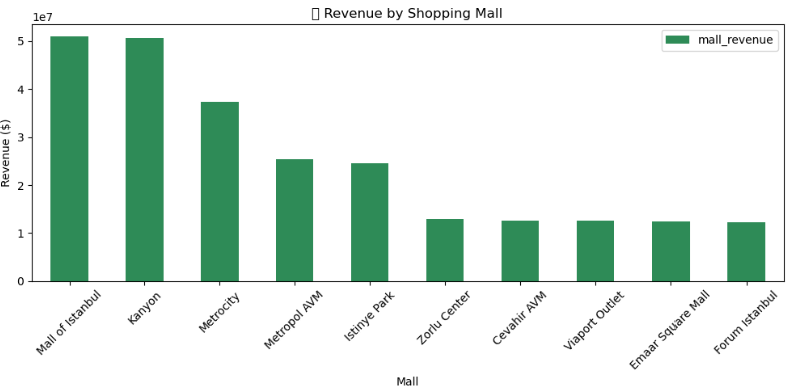 ▯ Revenue by Shopping Mall
1e7
mall_revenue
Revenue ($)
5
4
3
2
1
0
Mall of Istanbul
Kanyon
Metrocity
Metropol AVM
Istinye Park
Zorlu Center
Cevahir AVM
Viaport Outlet
Emaar Square Mall
Forum Istanbul
Mall